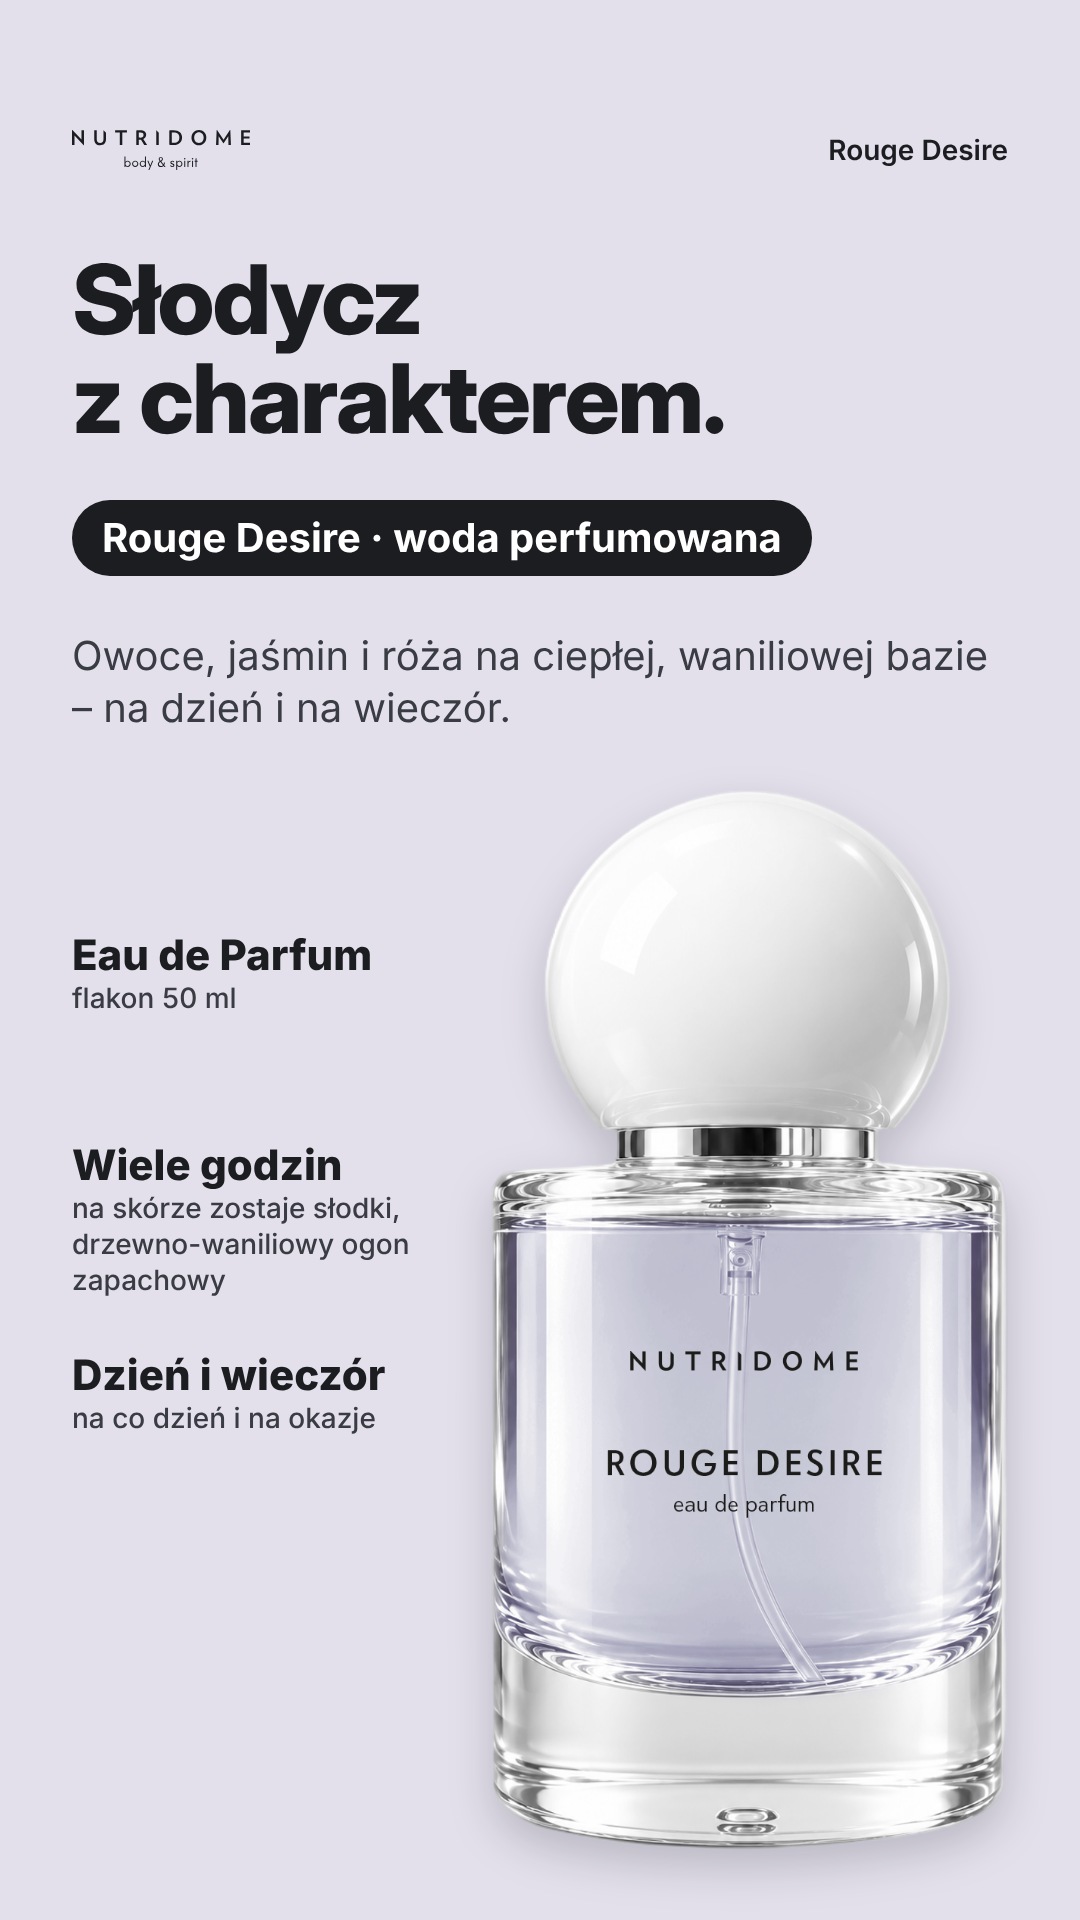 NUTRIDOME
body & spirit
Rouge Desire
Słodycz
z charakterem.
Rouge Desire · woda perfumowana
Owoce, jaśmin i róża na ciepłej, waniliowej bazie
– na dzień i na wieczór.
Eau de Parfum
flakon 50 ml
Wiele godzin
na skórze zostaje słodki,
drzewno-waniliowy ogon
zapachowy
Dzień i wieczór
na co dzień i na okazje
NUTRIDOME
ROUGE DESIRE
eau de parfum